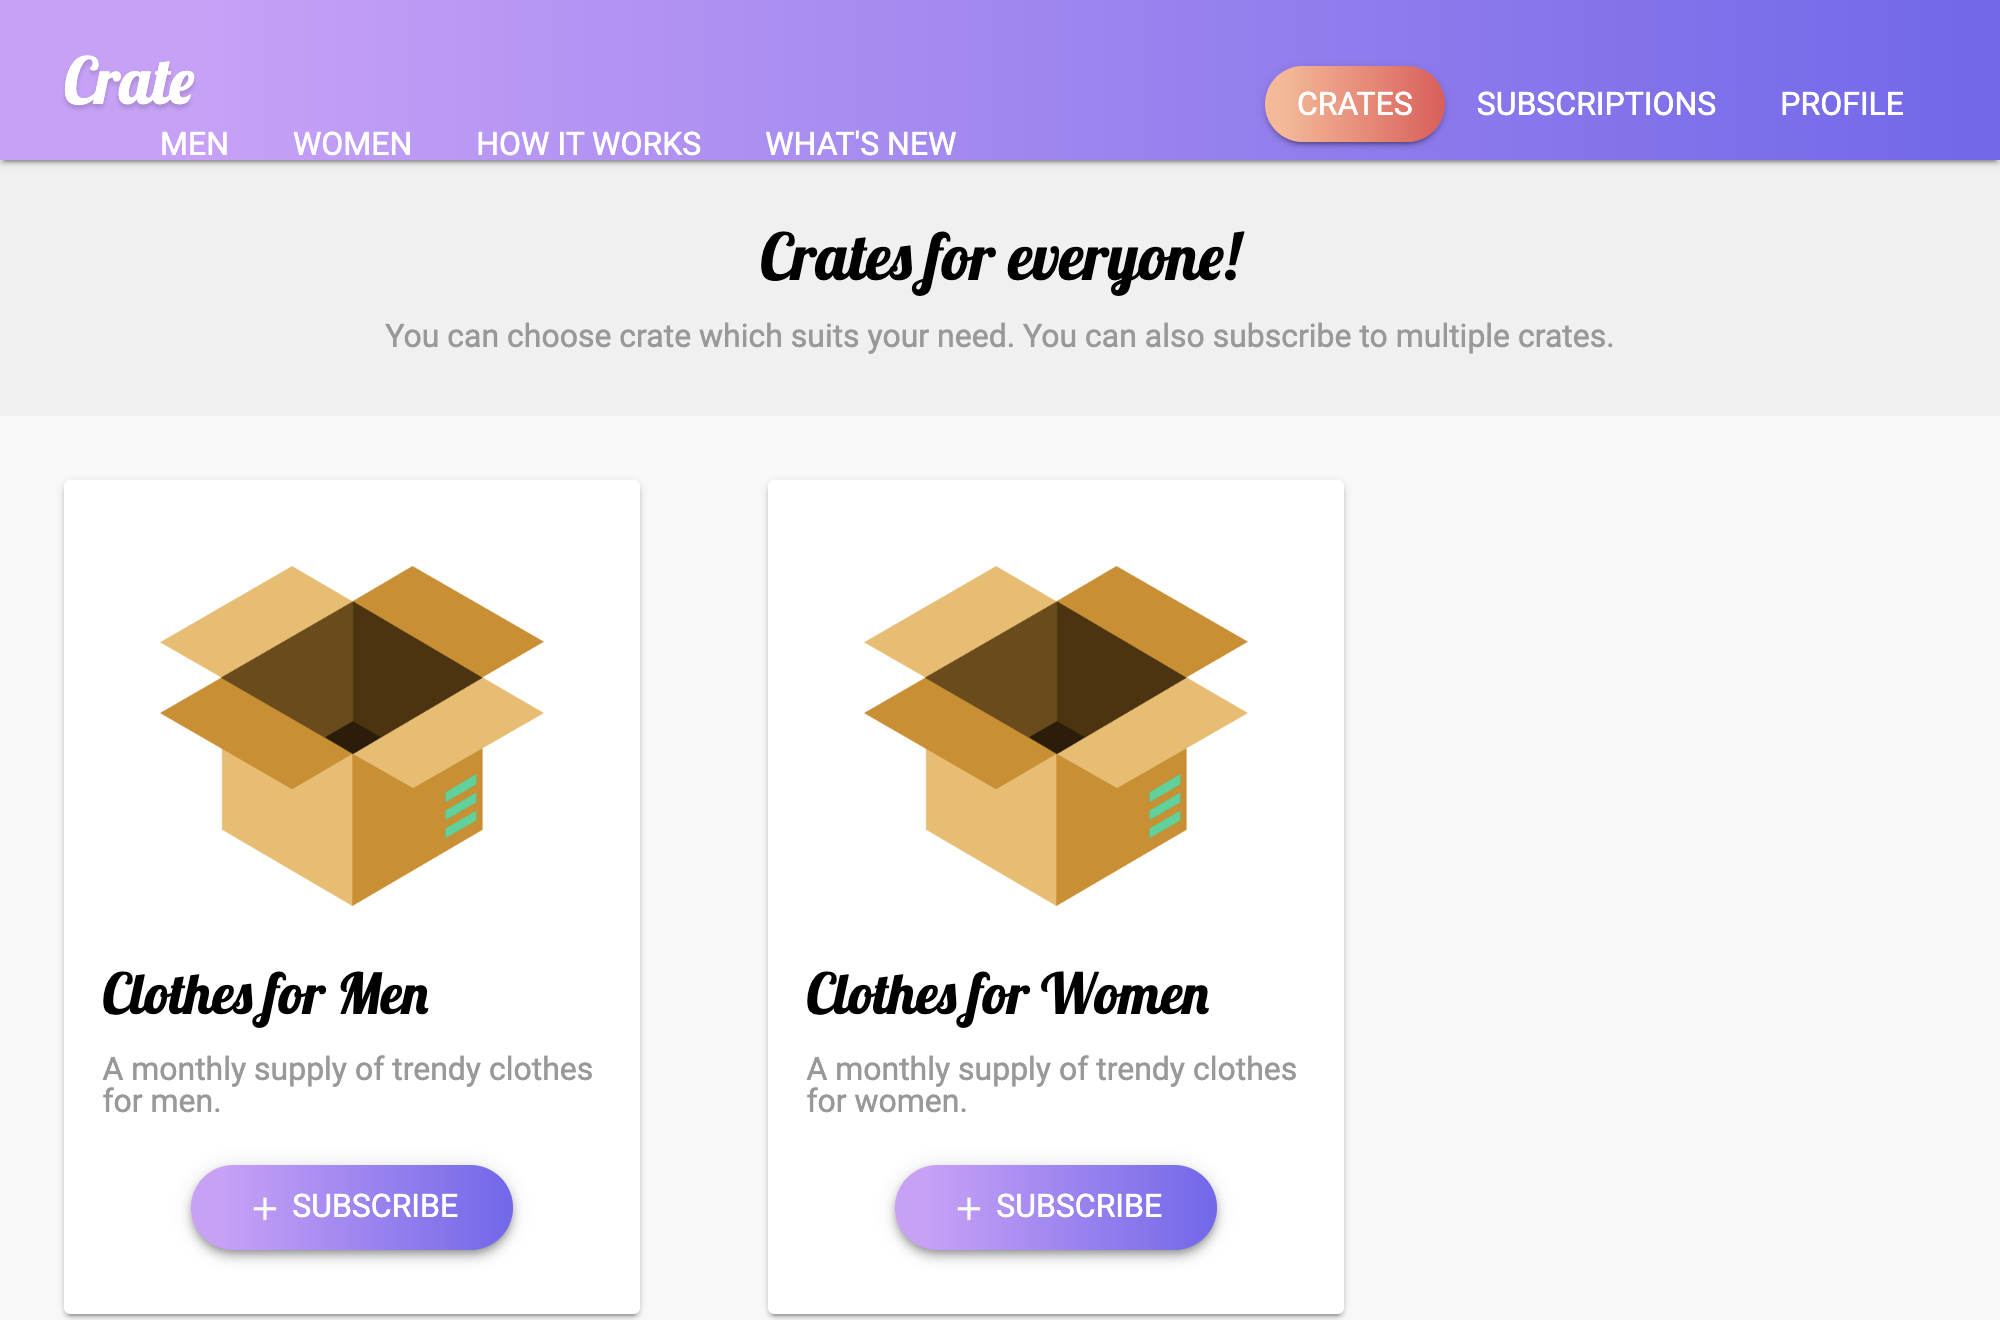 Crate
MEN WOMEN HOW IT WORKS WHAT'S NEW
CRATES SUBSCRIPTIONS PROFILE
Crates for everyone!
You can choose crate which suits your need. You can also subscribe to multiple crates.
Clothes for Men
A monthly supply of trendy clothes
for men.
+ SUBSCRIBE
Clothes for Women
A monthly supply of trendy clothes
for women.
+ SUBSCRIBE